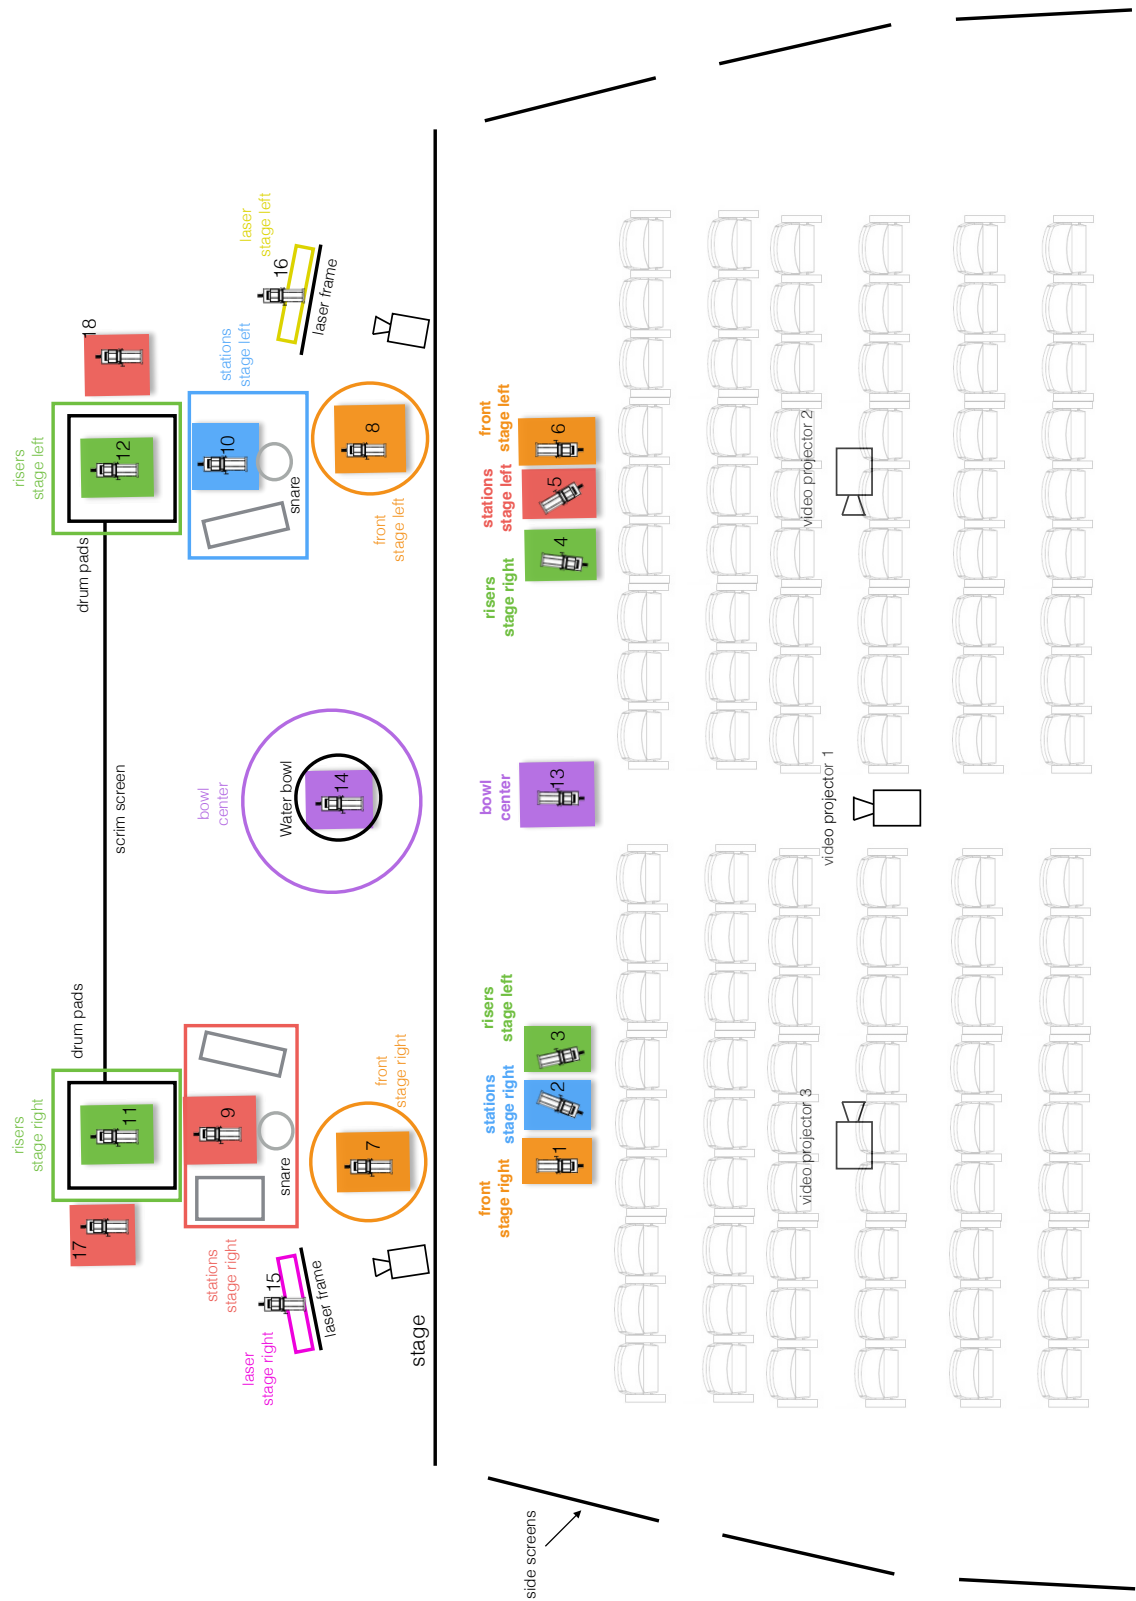 side screens
stage
laser
stage right
15
laser frame
17
stations
stage right
risers
stage right
11
9
snare
7
front
stage right
drum pads
scrim screen
bowl
center
Water bowl
14
drum pads
risers
stage left
12
18
stations
stage left
10
snare
8
front
stage left
laser
stage left
16
laser frame
front
stage right
1
stations
stage right
2
risers
stage left
3
bowl
center
13
risers
stage right
4
stations
stage left
5
front
stage left
6
video projector 3
video projector 1
video projector 2